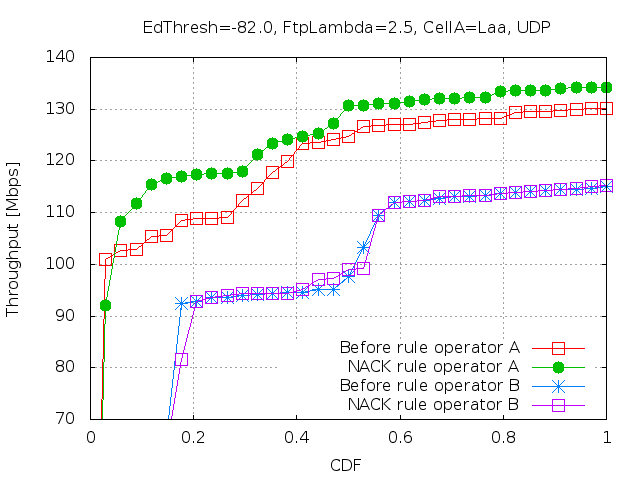 EdThresh=-82.0, FtpLambda=2.5, CellA=Laa, UDP
140
130
120
110
100
90
80
70
Throughput [Mbps]
Before rule operator A
NACK rule operator A
Before rule operator B
NACK rule operator B
0
0.2
0.4
0.6
0.8
1
CDF